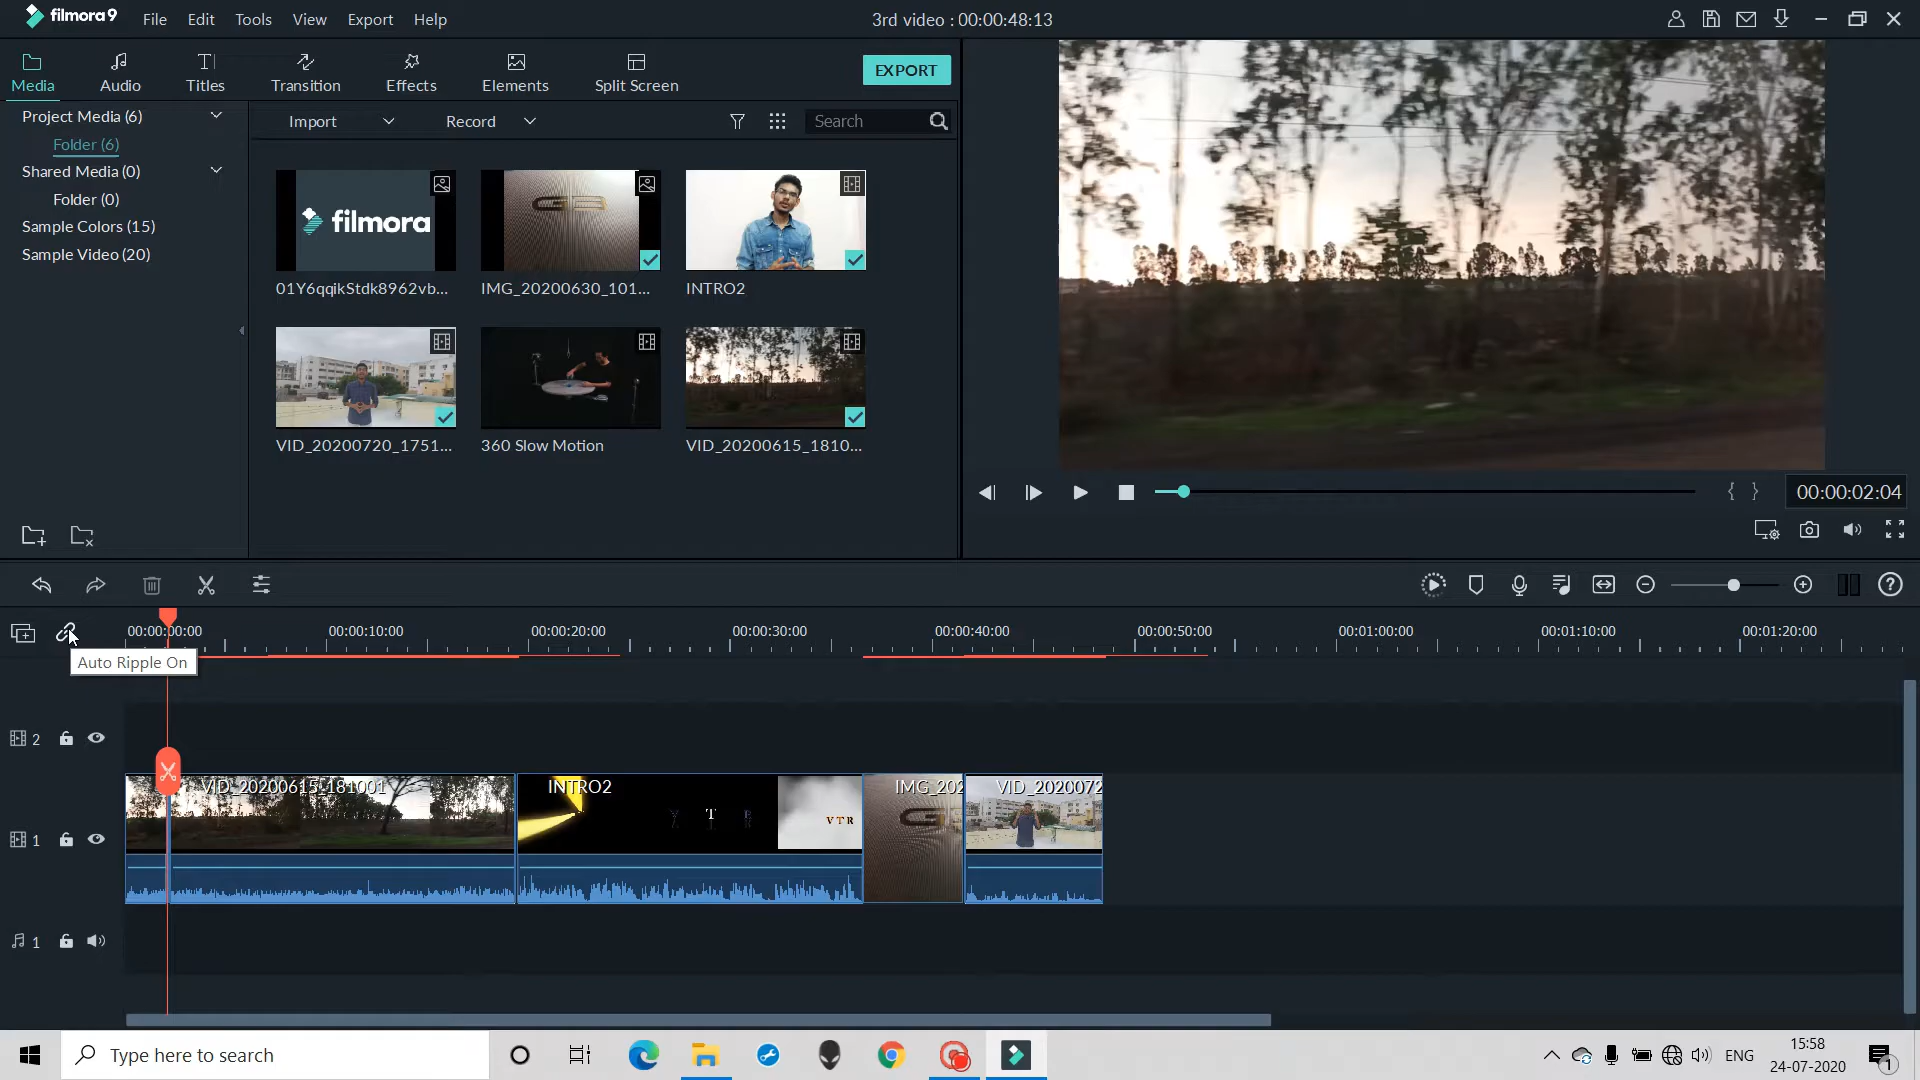 filmora9
File Edit Tools View Export Help
3rd video : 00:00:48:13
Media Audio Titles Transition Effects Elements Split Screen
EXPORT
Project Media (6)
Folder (6)
Shared Media (0)
Folder (0)
Sample Colors (15)
Sample Video (20)
Import Record Search
filmora
01Y6qqikStdk8962vb... IMG_20200630_101... INTRO2
VID_20200720_1751... 360 Slow Motion VID_20200615_1810...
00:00:02:04
00:00:00:00 00:00:10:00 00:00:20:00 00:00:30:00 00:00:40:00 00:00:50:00 00:01:00:00 00:01:10:00 00:01:20:00
Auto Ripple On
2
VID_20200615_181001 INTRO2 IMG_202 VID_2020072
Y T R
VTR
1
1
Type here to search
ENG
15:58
24-07-2020
1